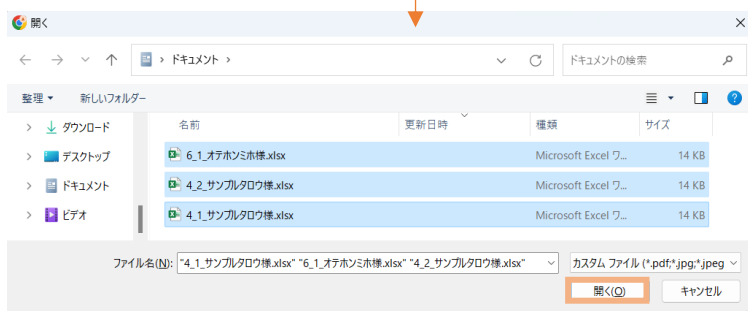 開く
ドキュメント
ドキュメントの検索
整理 新しいフォルダー
ダウンロード
デスクトップ
ドキュメント
ビデオ
名前 更新日時 種類 サイズ
6_1_オテホンミホ様.xlsx Microsoft Excel ワ... 14 KB
4_2_サンプルタロウ様.xlsx Microsoft Excel ワ... 14 KB
4_1_サンプルタロウ様.xlsx Microsoft Excel ワ... 14 KB
ファイル名(N): "4_1_サンプルタロウ様.xlsx" "6_1_オテホンミホ様.xlsx" "4_2_サンプルタロウ様.xlsx" カスタム ファイル (*.pdf;*.jpg;*.jpeg
開く(O) キャンセル